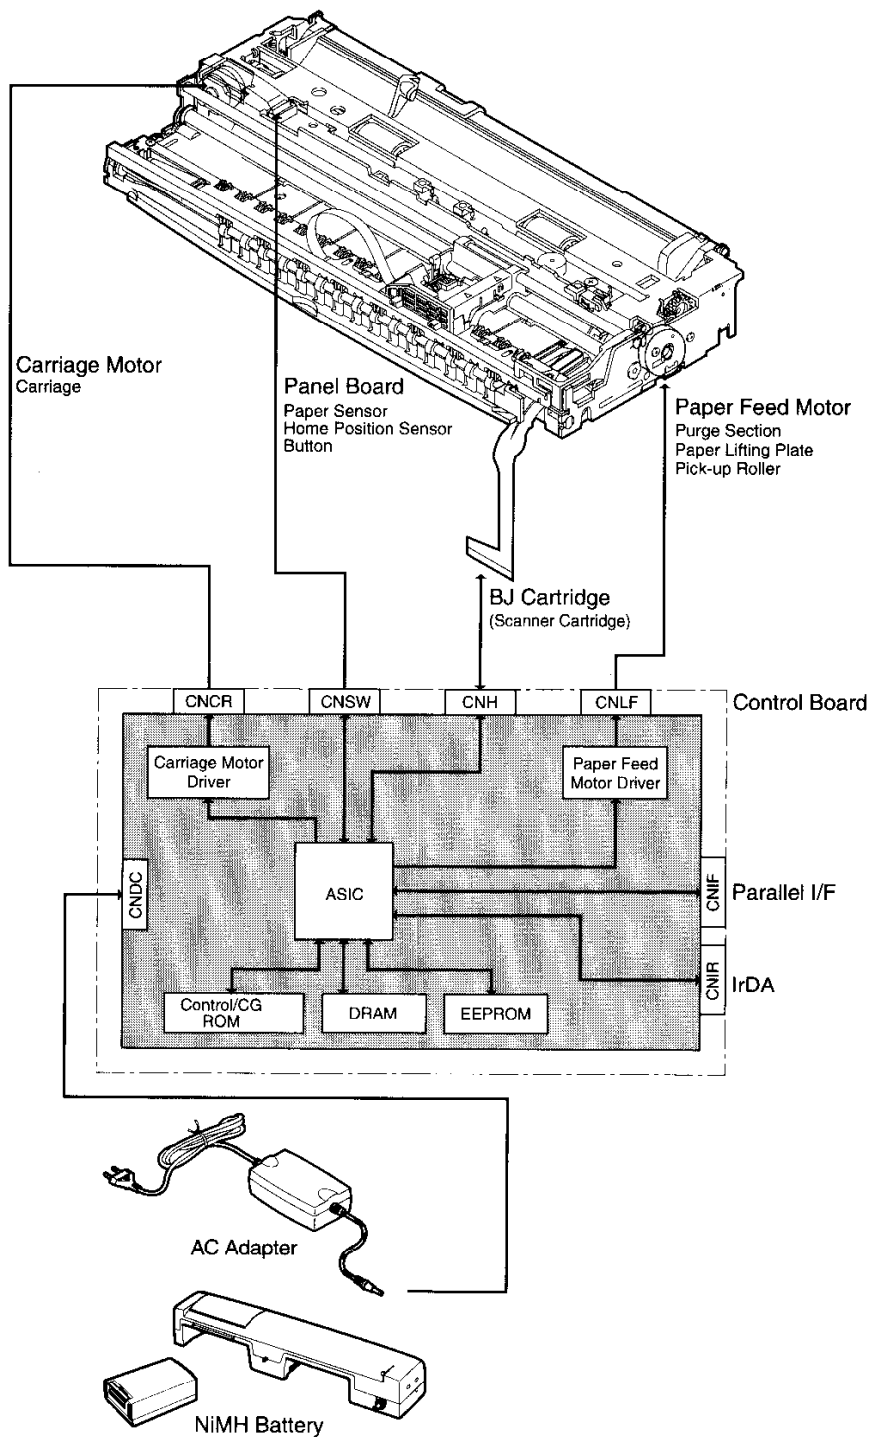 Carriage Motor
Carriage
Panel Board
Paper Sensor
Home Position Sensor
Button
Paper Feed Motor
Purge Section
Paper Lifting Plate
Pick-up Roller
BJ Cartridge
(Scanner Cartridge)
CNCR
CNSW
CNH
CNLF
Control Board
Carriage Motor
Driver
Paper Feed
Motor Driver
CNDC
ASIC
CNIF
Parallel I/F
CNIR
IrDA
Control/CG
ROM
DRAM
EEPROM
AC Adapter
NiMH Battery